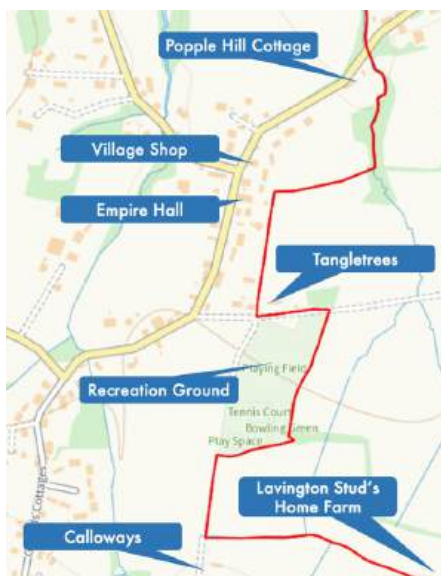 Popple Hill Cottage
Village Shop
Empire Hall
Tangletrees
Playing Field
Recreation Ground
Tennis Court
Bowling Green
Play Space
Lavington Stud's
Home Farm
Calloways
Cottages